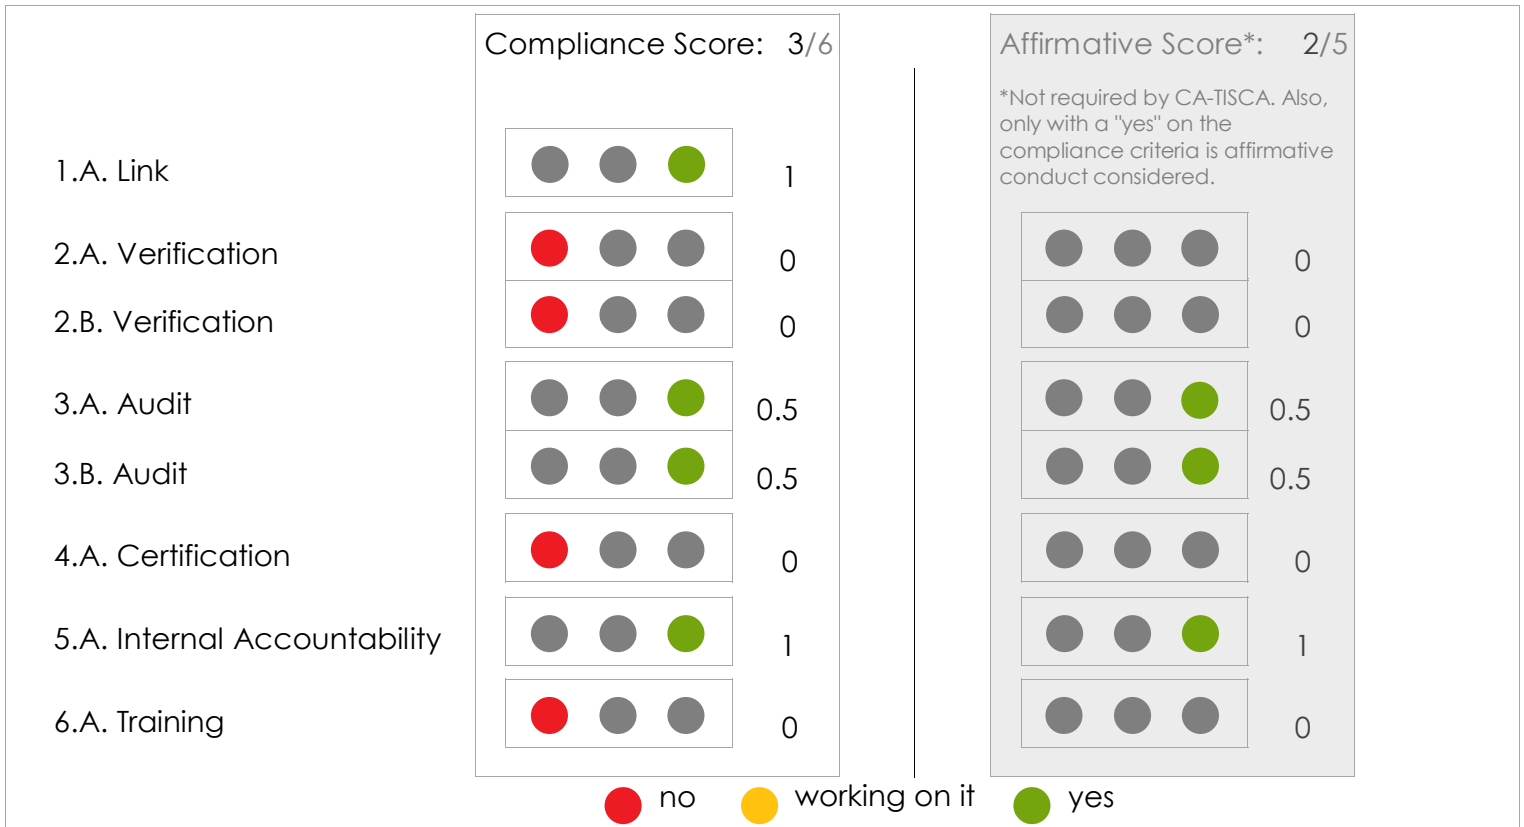 Compliance Score: 3/6
Affirmative Score*: 2/5
*Not required by CA-TISCA. Also,
only with a "yes" on the
compliance criteria is affirmative
conduct considered.
1.A. Link 1
2.A. Verification 0 0
2.B. Verification 0 0
3.A. Audit 0.5 0.5
3.B. Audit 0.5 0.5
4.A. Certification 0 0
5.A. Internal Accountability 1 1
6.A. Training 0 0
no working on it yes